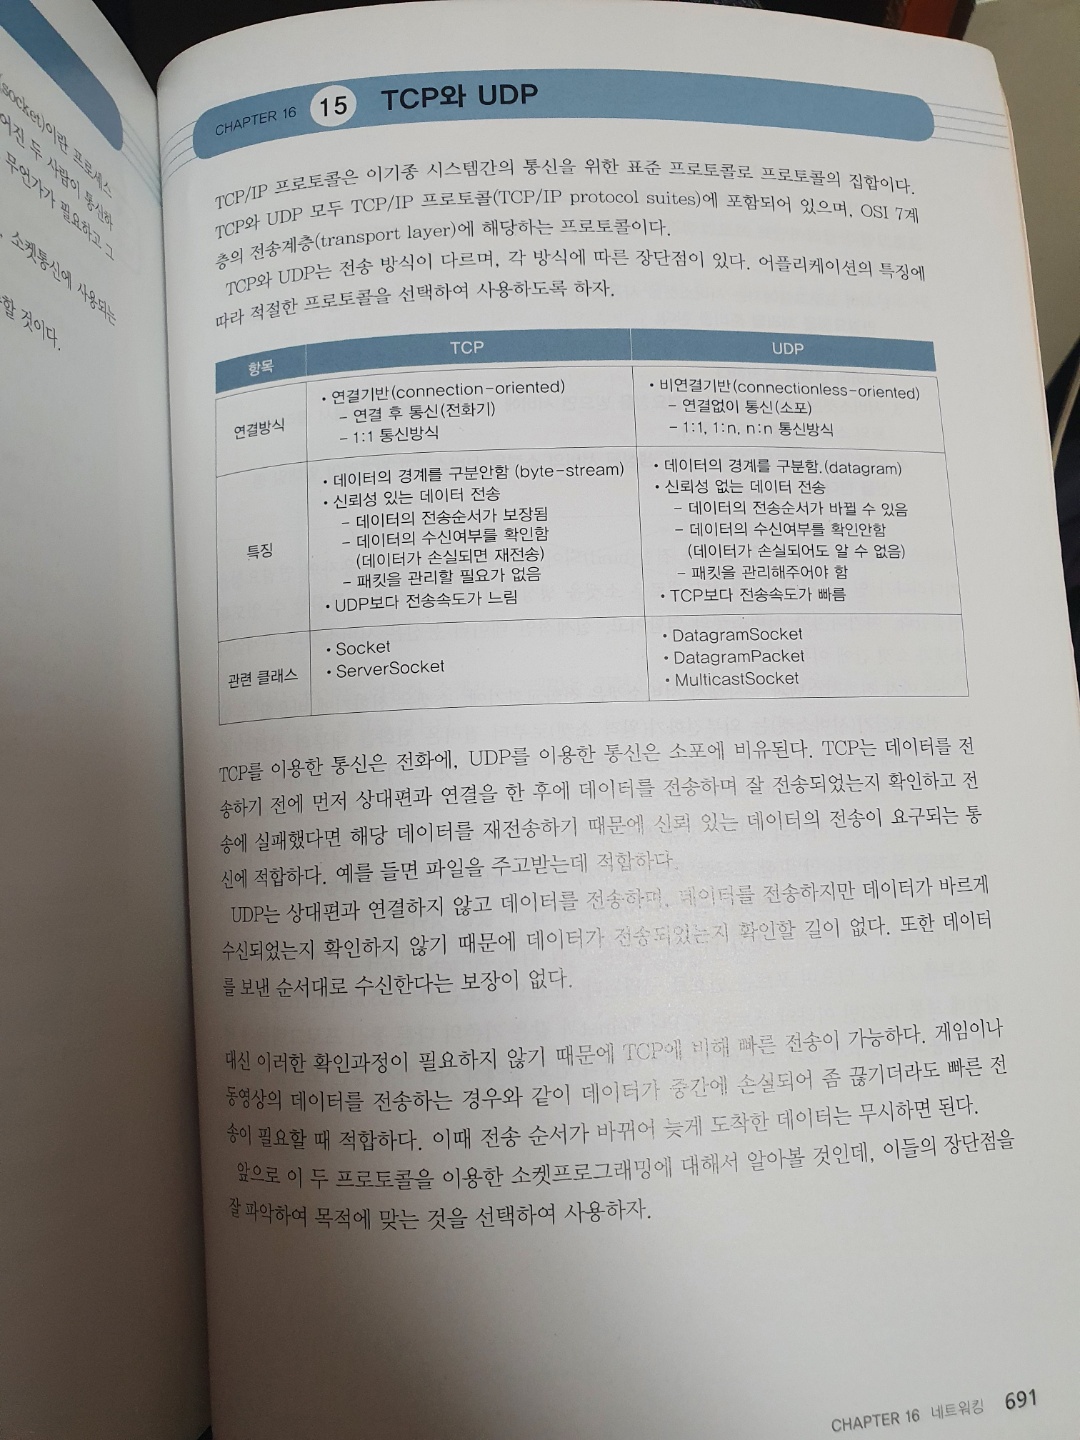 (socket)이란 프로세스
어진 두 사람이 통신하
무언가가 필요하고 그
소켓통신에 사용되는
할 것이다.
CHAPTER 16 15 TCP와 UDP
TCP/IP 프로토콜은 이기종 시스템간의 통신을 위한 표준 프로토콜로 프로토콜의 집합이다.
TCP와 UDP 모두 TCP/IP 프로토콜(TCP/IP protocol suites)에 포함되어 있으며, OSI 7계
층의 전송계층(transport layer)에 해당하는 프로토콜이다.
TCP와 UDP는 전송 방식이 다르며, 각 방식에 따른 장단점이 있다. 어플리케이션의 특징에
따라 적절한 프로토콜을 선택하여 사용하도록 하자.
항목 TCP UDP
연결방식
• 연결기반(connection-oriented)
- 연결 후 통신(전화기)
- 1:1 통신방식
• 비연결기반(connectionless-oriented)
- 연결없이 통신(소포)
- 1:1, 1:n, n:n 통신방식
특징
• 데이터의 경계를 구분안함 (byte-stream)
• 신뢰성 있는 데이터 전송
- 데이터의 전송순서가 보장됨
- 데이터의 수신여부를 확인함
(데이터가 손실되면 재전송)
- 패킷을 관리할 필요가 없음
• UDP보다 전송속도가 느림
• 데이터의 경계를 구분함.(datagram)
• 신뢰성 없는 데이터 전송
- 데이터의 전송순서가 바뀔 수 있음
- 데이터의 수신여부를 확인안함
(데이터가 손실되어도 알 수 없음)
- 패킷을 관리해주어야 함
• TCP보다 전송속도가 빠름
관련 클래스
• Socket
• ServerSocket
• DatagramSocket
• DatagramPacket
• MulticastSocket
TCP를 이용한 통신은 전화에, UDP를 이용한 통신은 소포에 비유된다. TCP는 데이터를 전
송하기 전에 먼저 상대편과 연결을 한 후에 데이터를 전송하며 잘 전송되었는지 확인하고 전
송에 실패했다면 해당 데이터를 재전송하기 때문에 신뢰 있는 데이터의 전송이 요구되는 통
신에 적합하다. 예를 들면 파일을 주고받는데 적합하다.
UDP는 상대편과 연결하지 않고 데이터를 전송하며, 데이터를 전송하지만 데이터가 바르게
수신되었는지 확인하지 않기 때문에 데이터가 전송되었는지 확인할 길이 없다. 또한 데이터
를 보낸 순서대로 수신한다는 보장이 없다.
대신 이러한 확인과정이 필요하지 않기 때문에 TCP에 비해 빠른 전송이 가능하다. 게임이나
동영상의 데이터를 전송하는 경우와 같이 데이터가 중간에 손실되어 좀 끊기더라도 빠른 전
송이 필요할 때 적합하다. 이때 전송 순서가 바뀌어 늦게 도착한 데이터는 무시하면 된다.
앞으로 이 두 프로토콜을 이용한 소켓프로그래밍에 대해서 알아볼 것인데, 이들의 장단점을
잘 파악하여 목적에 맞는 것을 선택하여 사용하자.
CHAPTER 16 네트워킹 691